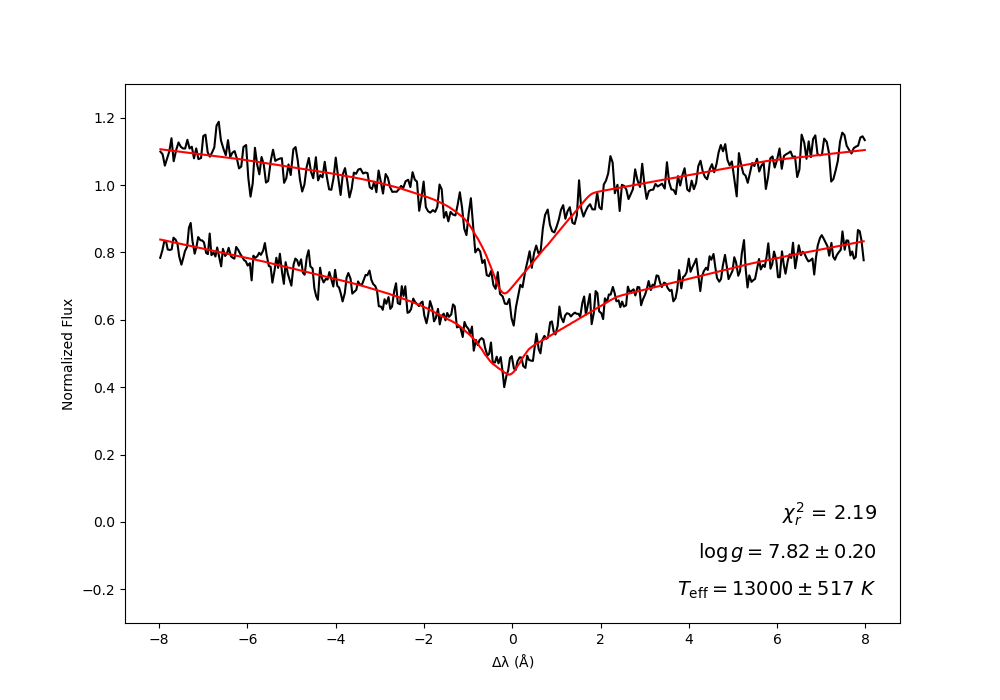 1.2
1.0
0.8
0.6
0.4
0.2
0.0
−0.2
Normalized Flux
χ²ᵣ = 2.19
log g = 7.82 ± 0.20
T_eff = 13000 ± 517 K
−8 −6 −4 −2 0 2 4 6 8
Δλ (Å)